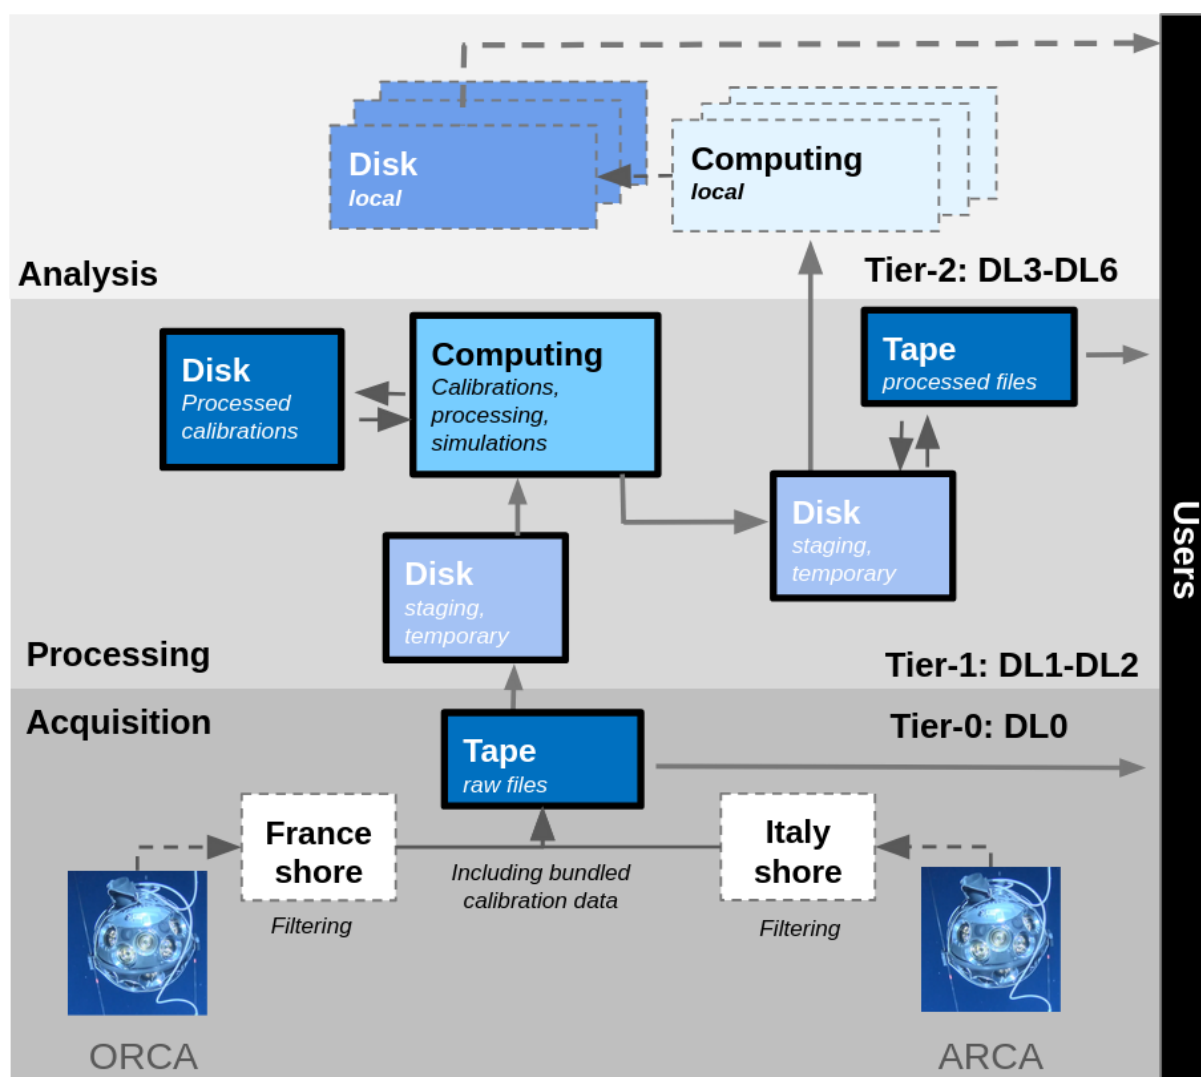 Disk
local
Computing
local
Analysis
Tier-2: DL3-DL6
Disk
Processed
calibrations
Computing
Calibrations,
processing,
simulations
Tape
processed files
Disk
staging,
temporary
Disk
staging,
temporary
Users
Processing
Tier-1: DL1-DL2
Acquisition
Tier-0: DL0
Tape
raw files
France
shore
Filtering
Including bundled
calibration data
Italy
shore
Filtering
ORCA
ARCA